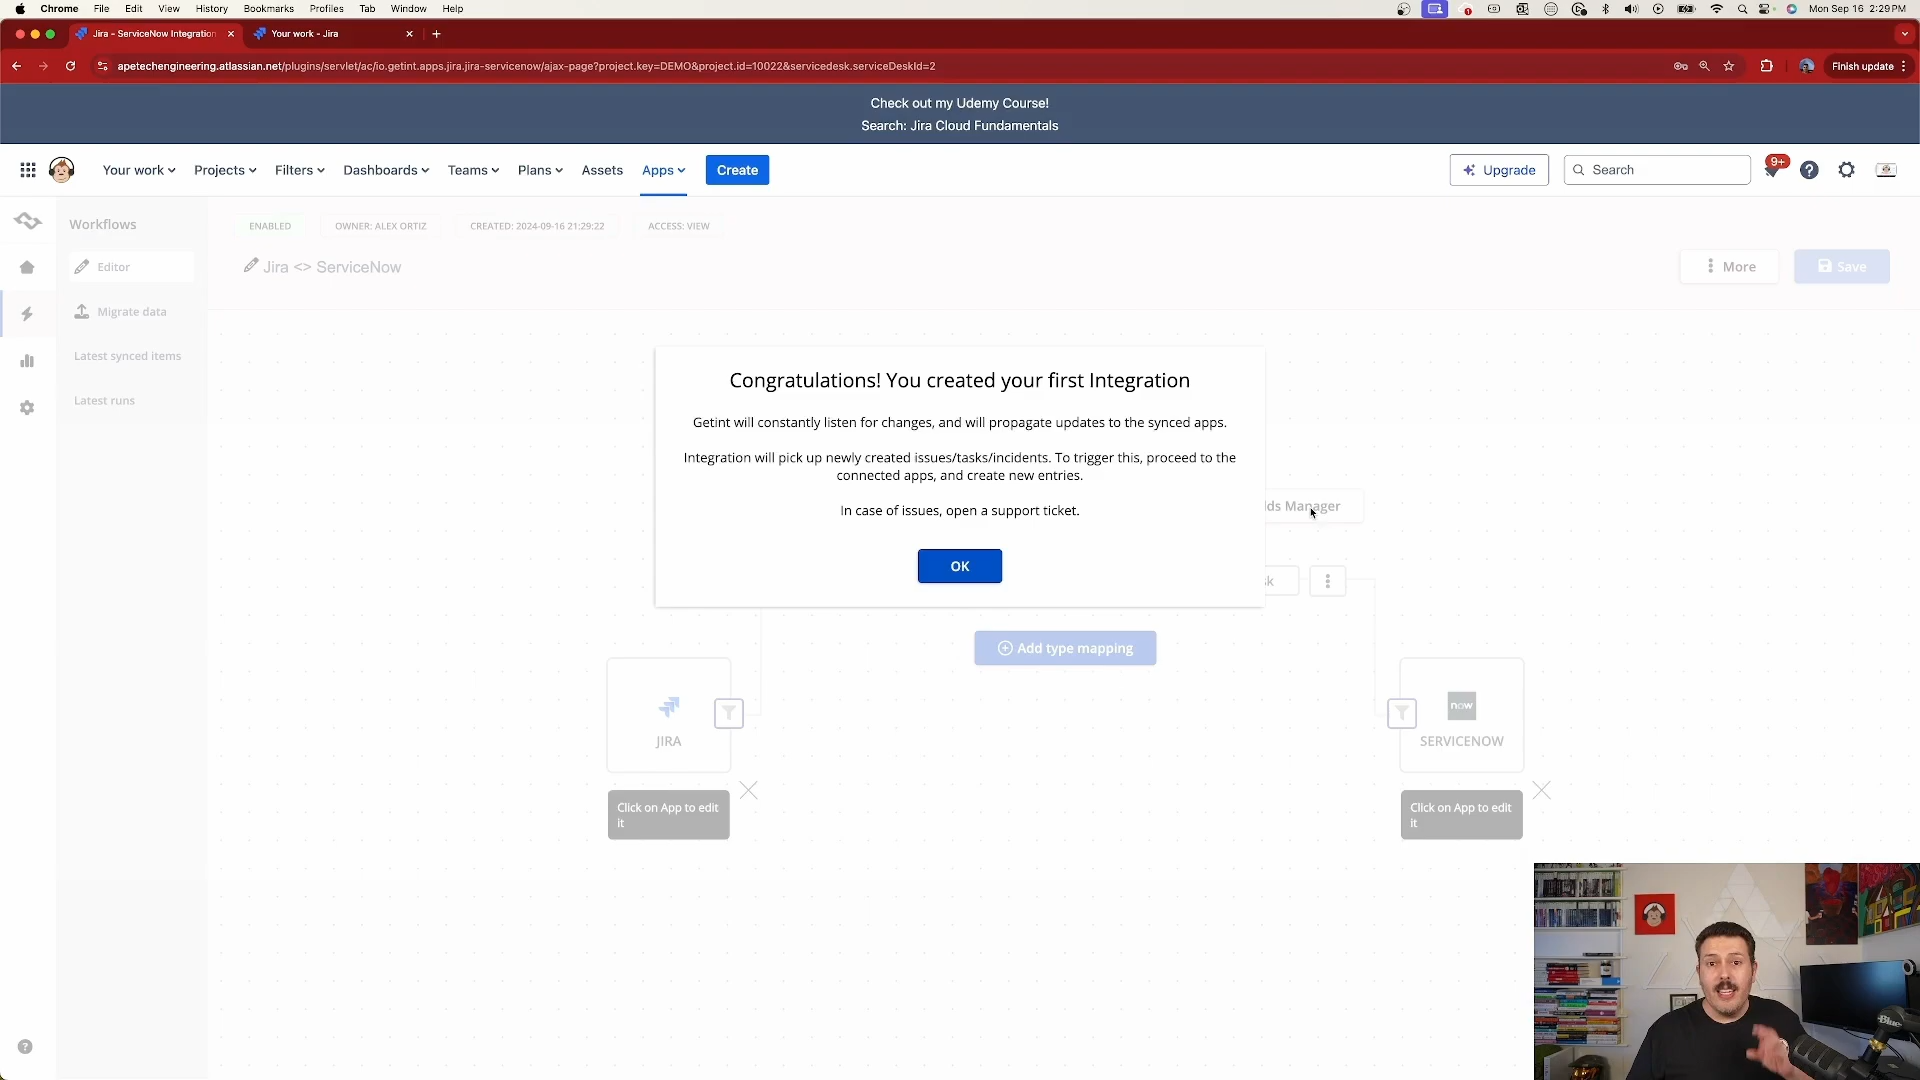 Chrome File Edit View History Bookmarks Profiles Tab Window Help
Mon Sep 16 2:29 PM
Jira - ServiceNow Integration
Your work - Jira
apetechengineering.atlassian.net/plugins/servlet/ac/io.getint.apps.jira.jira-servicenow/ajax-page?project.key=DEMO&project.id=10022&servicedesk.serviceDeskId=2
Finish update
Check out my Udemy Course!
Search: Jira Cloud Fundamentals
Your work Projects Filters Dashboards Teams Plans Assets Apps Create
Upgrade
Search
9+
Workflows
Editor
Migrate data
Latest synced items
Latest runs
ENABLED
OWNER: ALEX ORTIZ
CREATED: 2024-09-16 21:29:22
ACCESS: VIEW
Jira <> ServiceNow
More
Save
Congratulations! You created your first Integration
Getint will constantly listen for changes, and will propagate updates to the synced apps.
Integration will pick up newly created issues/tasks/incidents. To trigger this, proceed to the
connected apps, and create new entries.
In case of issues, open a support ticket.
OK
lds Manager
sk
Add type mapping
JIRA
now
SERVICENOW
Click on App to edit
it
Click on App to edit
it
Blue